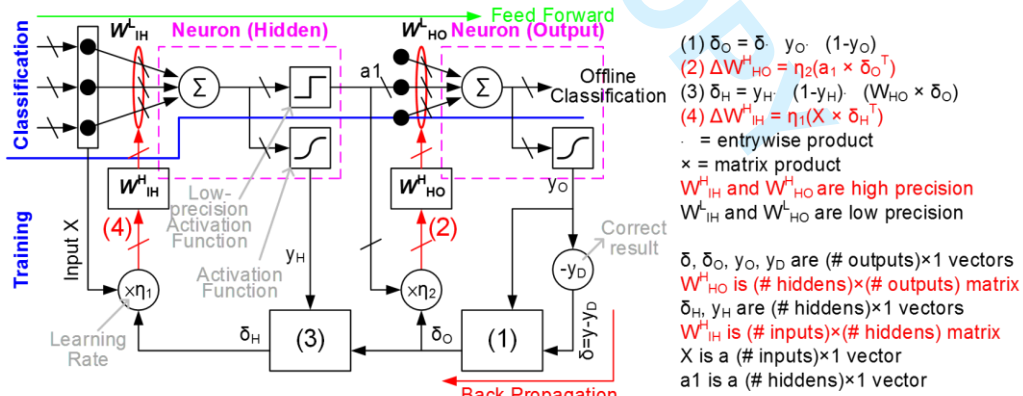 Feed Forward
W^L_IH
Neuron (Hidden)
W^L_HO
Neuron (Output)
Classification
Σ
a1
Σ
Offline
Classification
W^H_IH
Low-
precision
Activation
Function
W^H_HO
y_O
Training
(4)
(2)
Correct
result
Input X
Activation
Function
y_H
-y_D
×η₁
×η₂
Learning
Rate
δ_H
(3)
δ_O
(1)
δ=y-y_D
Back Propagation
(1) δ_O = δ· y_O· (1-y_O)
(2) ΔW^H_HO = η₂(a₁ × δ_O^T)
(3) δ_H = y_H· (1-y_H)· (W_HO × δ_O)
(4) ΔW^H_IH = η₁(X × δ_H^T)
· = entrywise product
× = matrix product
W^H_IH and W^H_HO are high precision
W^L_IH and W^L_HO are low precision
δ, δ_O, y_O, y_D are (# outputs)×1 vectors
W^H_HO is (# hiddens)×(# outputs) matrix
δ_H, y_H are (# hiddens)×1 vectors
W^H_IH is (# inputs)×(# hiddens) matrix
X is a (# inputs)×1 vector
a1 is a (# hiddens)×1 vector